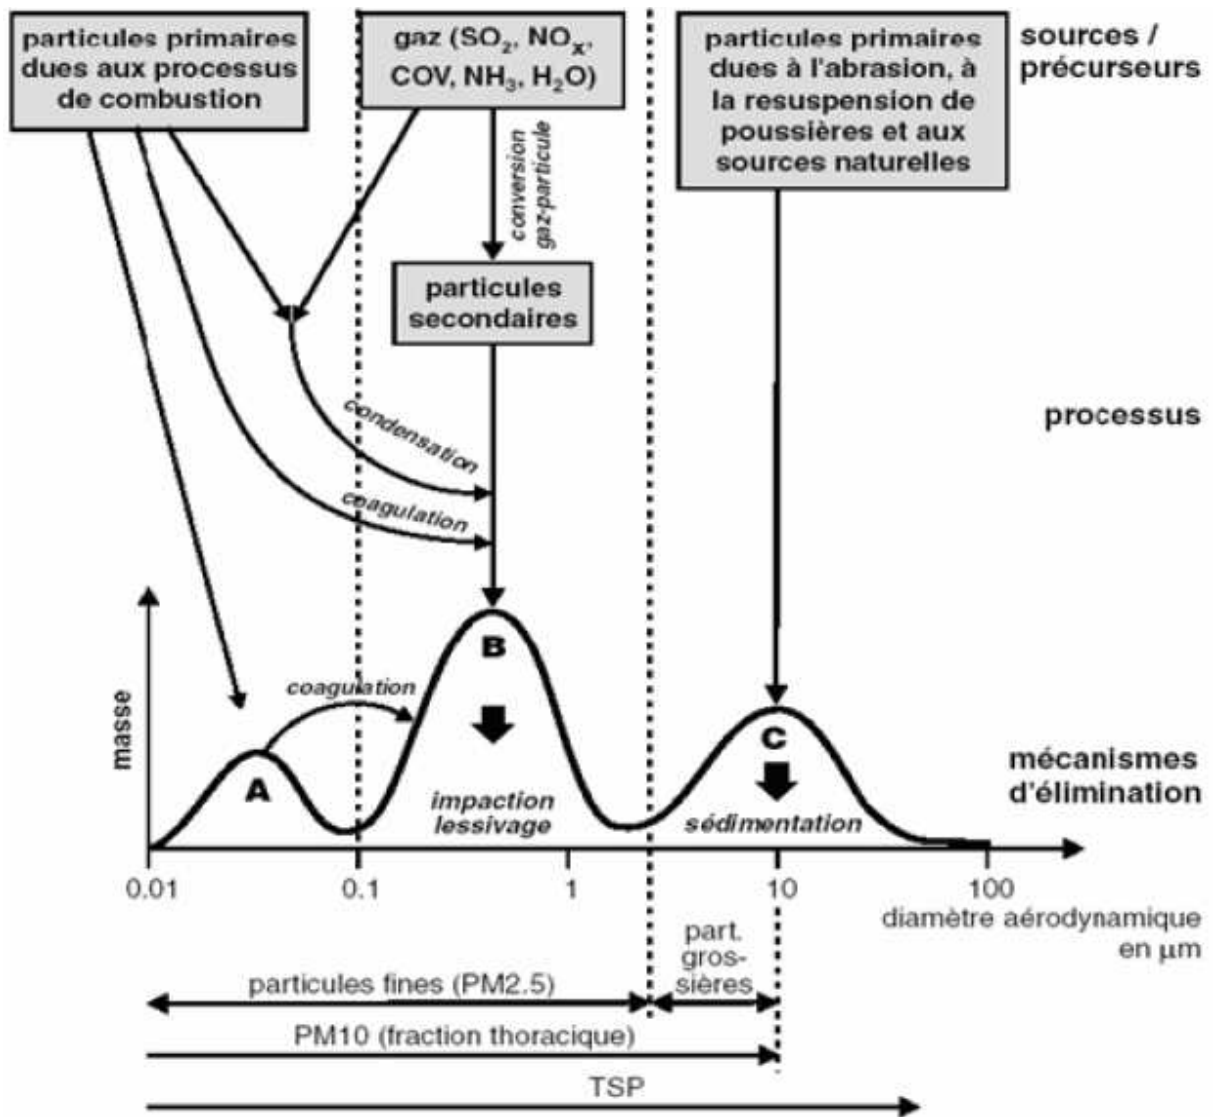 particules primaires
dues aux processus
de combustion
gaz (SO₂, NOₓ,
COV, NH₃, H₂O)
particules primaires
dues à l'abrasion, à
la resuspension de
poussières et aux
sources naturelles
sources /
précurseurs
conversion
gaz-particule
particules
secondaires
condensation
coagulation
processus
masse
coagulation
A
B
C
impaction
lessivage
sédimentation
mécanismes
d'élimination
0.01
0.1
1
10
100
diamètre aérodynamique
en μm
part.
gros-
sières
particules fines (PM2.5)
PM10 (fraction thoracique)
TSP